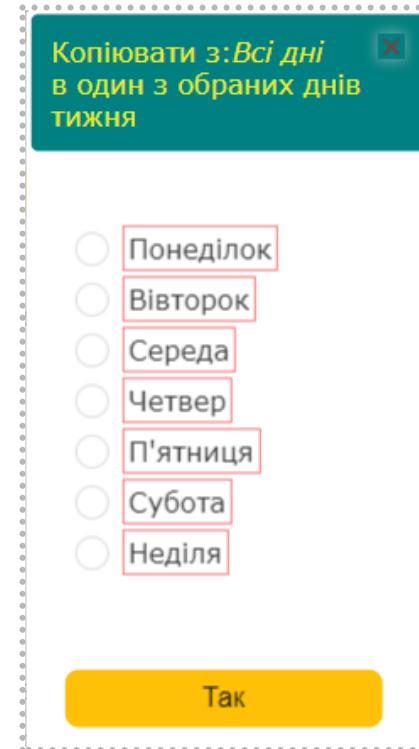 Копіювати з:Всі дні
в один з обраних днів
тижня
Понеділок
Вівторок
Середа
Четвер
П'ятниця
Субота
Неділя
Так